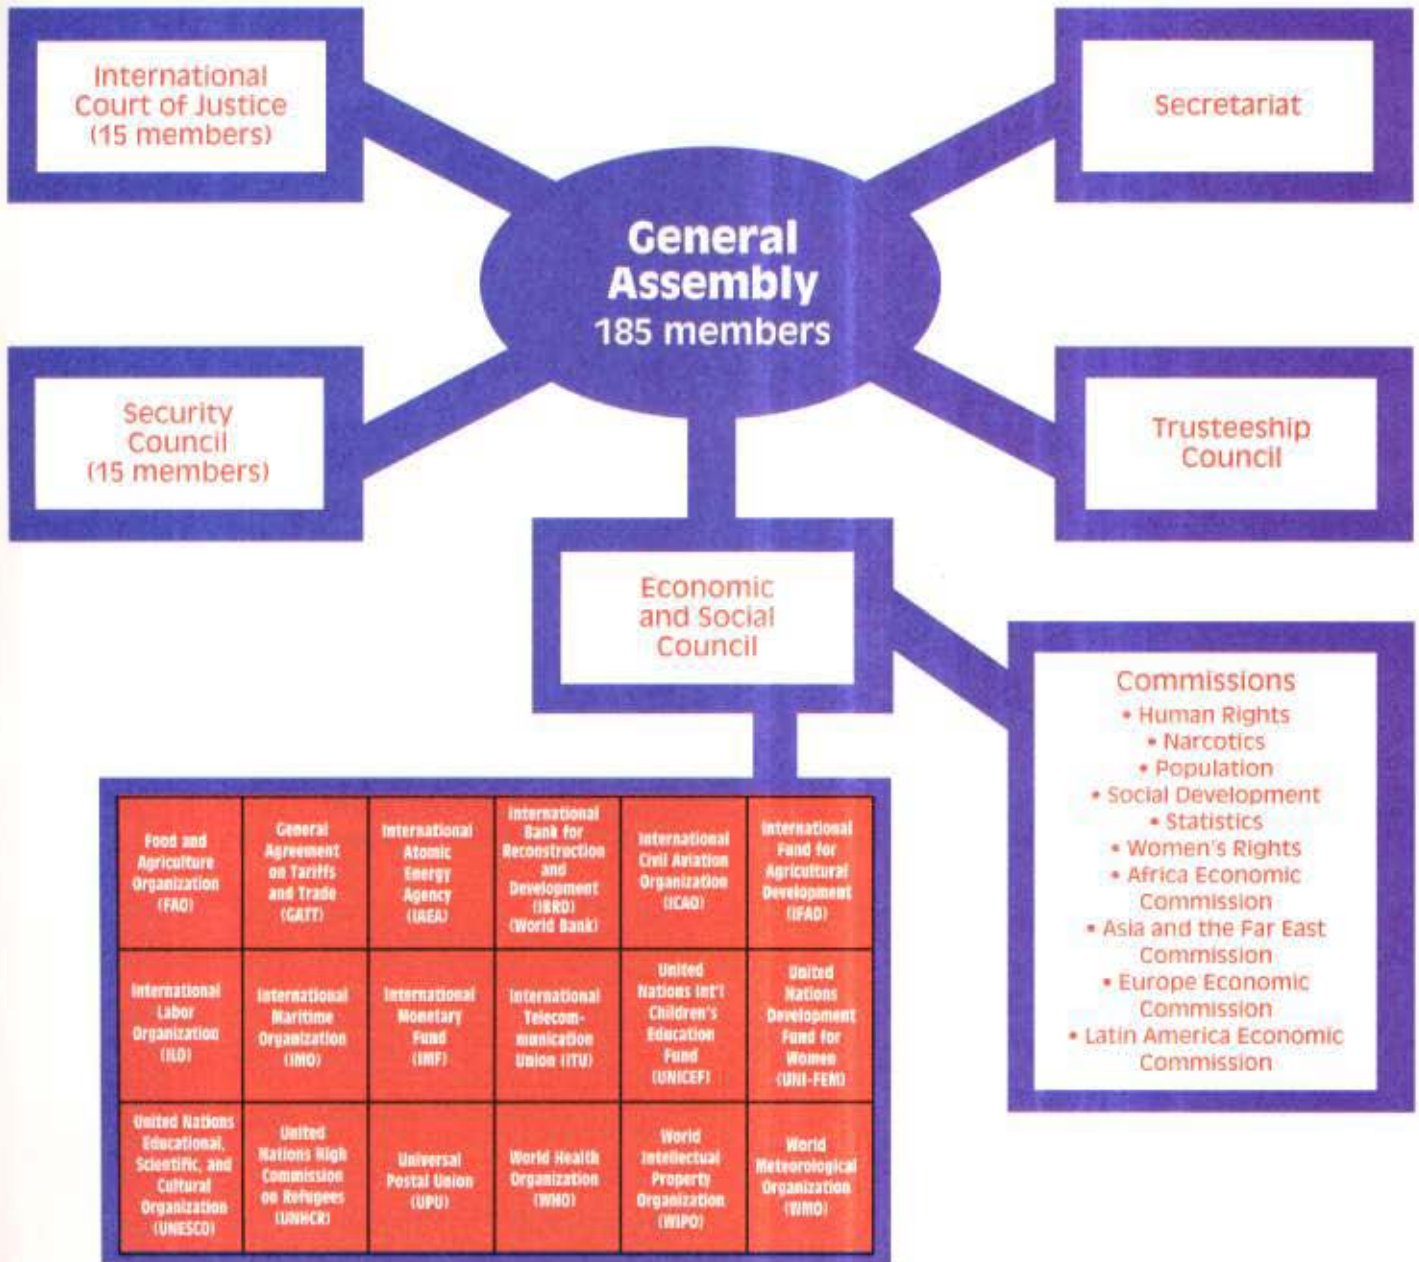 International
Court of Justice
(15 members)
Secretariat
General
Assembly
185 members
Security
Council
(15 members)
Trusteeship
Council
Economic
and Social
Council
Commissions
• Human Rights
• Narcotics
• Population
• Social Development
• Statistics
• Women's Rights
• Africa Economic
Commission
• Asia and the Far East
Commission
• Europe Economic
Commission
• Latin America Economic
Commission
Food and
Agriculture
Organization
(FAO)
General
Agreement
on Tariffs
and Trade
(GATT)
International
Atomic
Energy
Agency
(IAEA)
International
Bank for
Reconstruction
and
Development
(IBRD)
(World Bank)
International
Civil Aviation
Organization
(ICAO)
International
Fund for
Agricultural
Development
(IFAD)
International
Labor
Organization
(ILO)
International
Maritime
Organization
(IMO)
International
Monetary
Fund
(IMF)
International
Telecom-
munication
Union (ITU)
United
Nations Int'l
Children's
Education
Fund
(UNICEF)
United
Nations
Development
Fund for
Women
(UNI-FEM)
United Nations
Educational,
Scientific, and
Cultural
Organization
(UNESCO)
United
Nations High
Commission
on Refugees
(UNHCR)
Universal
Postal Union
(UPU)
World Health
Organization
(WHO)
World
Intellectual
Property
Organization
(WIPO)
World
Meteorological
Organization
(WMO)